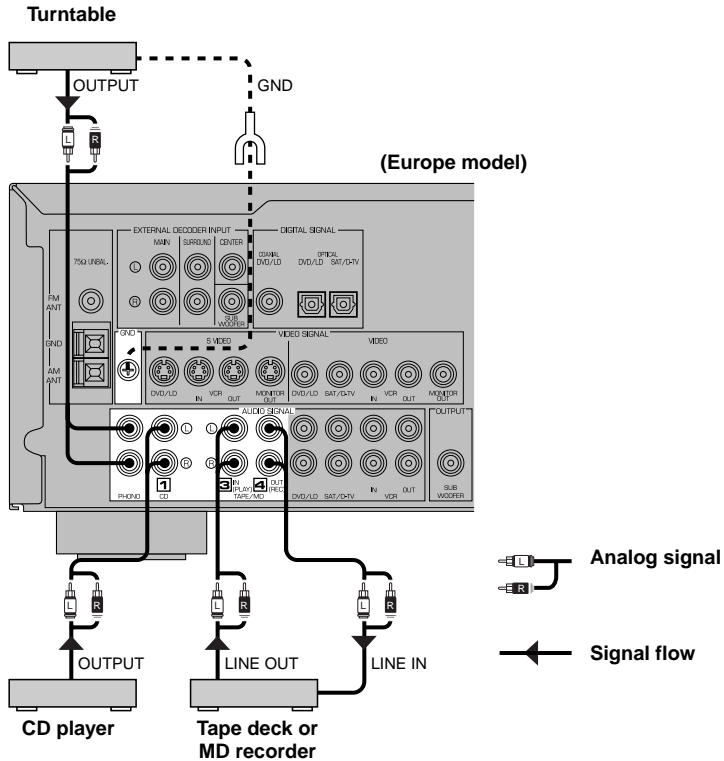 Turntable
OUTPUT
GND
L R
(Europe model)
EXTERNAL DECODER INPUT
MAIN SURROUND CENTER
L
R
SUB
WOOFER
DIGITAL SIGNAL
COAXIAL
DVD/LD
OPTICAL
DVD/LD SAT/D-TV
75Ω UNBAL.
FM
ANT
GND
AM
ANT
GND
VIDEO SIGNAL
S VIDEO
VIDEO
DVD/LD
IN VCR OUT
MONITOR
OUT
DVD/LD SAT/D-TV
IN VCR OUT
MONITOR
OUT
AUDIO SIGNAL
L L
R R
PHONO
1
CD
3 IN
(PLAY)
4 OUT
(REC)
TAPE/MD
DVD/LD SAT/D-TV
IN VCR OUT
OUTPUT
SUB
WOOFER
L R
L R
L R
OUTPUT
LINE OUT
LINE IN
CD player
Tape deck or
MD recorder
L
R
Analog signal
Signal flow